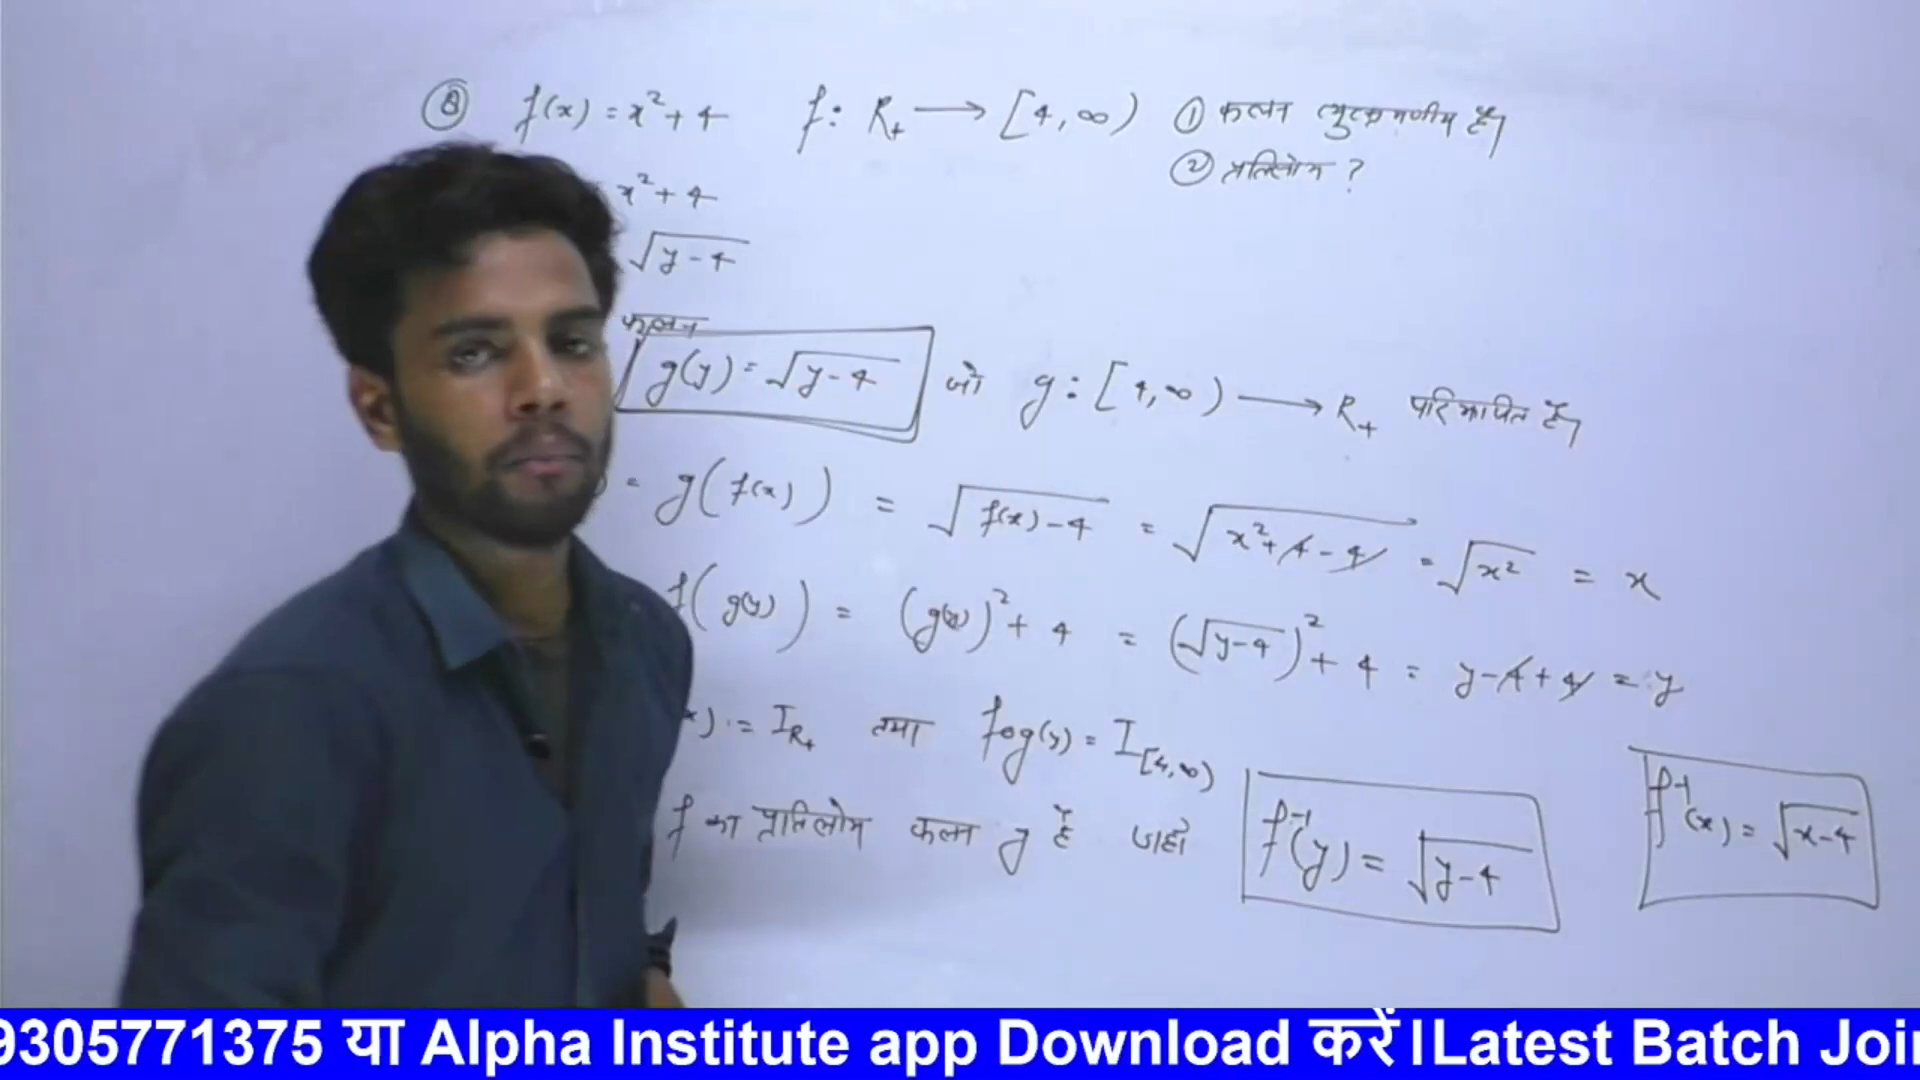 ⑧ f(x) = x²+4 f: R₊ ⟶ [4, ∞) ① फलन व्युत्क्रमणीय है।
② प्रतिलोम ?
x²+4
√(y-4)
फलन
g(y) = √(y-4) जो g: [4, ∞) ⟶ R₊ परिभाषित है।
= g(f(x)) = √(f(x)-4) = √(x²+4-4) = √x² = x
f(g(y)) = (g(y))²+4 = (√(y-4))²+4 = y-4+4 = y
x) = I_R₊ तथा fog(y) = I_[4,∞)
f का प्रतिलोम फलन g है जहाँ f⁻¹(y) = √(y-4)
f⁻¹(x) = √(x-4)
9305771375 या Alpha Institute app Download करें।Latest Batch Joi